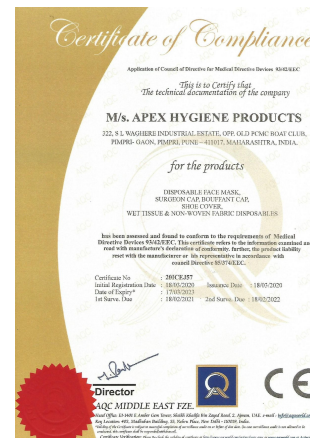 Certificate of Compliance
Application of Council of Directive for Medical Directive Devices 93/42/EEC
This is to Certify that
The technical documentation of the company
M/s. APEX HYGIENE PRODUCTS
322, S L WAGHERE INDUSTRIAL ESTATE, OPP. OLD PCMC BOAT CLUB,
PIMPRI- GAON, PIMPRI, PUNE – 411017, MAHARASHTRA, INDIA.
for the products
DISPOSABLE FACE MASK,
SURGEON CAP, BOUFFANT CAP,
SHOE COVER,
WET TISSUE & NON-WOVEN FABRIC DISPOSABLES
has been assessed and found to conform to the requirements of Medical
Directive Devices 93/42/EEC. This certificate refers to the information examined and
read with manufacture's declaration of conformity. further, the product liability
reset with the manufacturer or his representative in accordance with
council Directive 85/374/EEC.
Certificate No : 20ICEJ57
Initial Registration Date : 18/03/2020 Issuance Date : 18/03/2020
Date of Expiry* : 17/03/2023
1st Surve. Due : 18/02/2021 2nd Surve. Due : 18/02/2022
Director
AQC MIDDLE EAST FZE.
CE